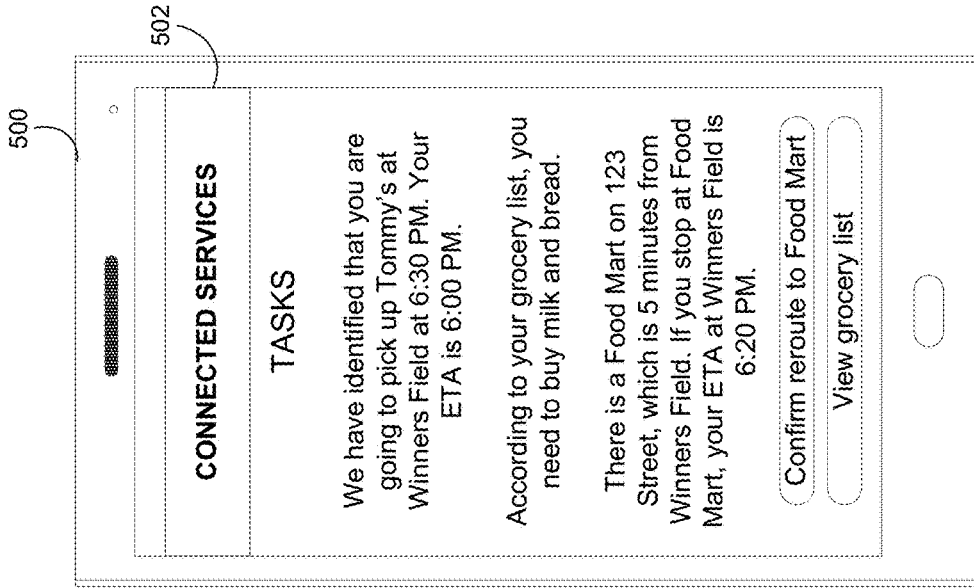 500
502
CONNECTED SERVICES
TASKS
We have identified that you are
going to pick up Tommy's at
Winners Field at 6:30 PM. Your
ETA is 6:00 PM.
According to your grocery list, you
need to buy milk and bread.
There is a Food Mart on 123
Street, which is 5 minutes from
Winners Field. If you stop at Food
Mart, your ETA at Winners Field is
6:20 PM.
Confirm reroute to Food Mart
View grocery list